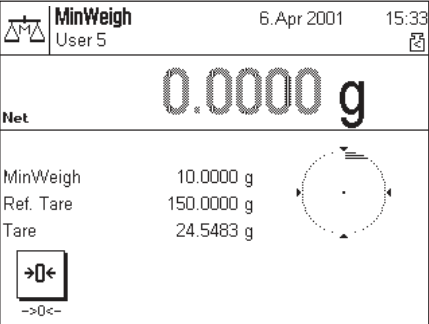 MinWeigh 6.Apr 2001 15:33
User 5
0.0000 g
Net
MinWeigh 10.0000 g
Ref. Tare 150.0000 g
Tare 24.5483 g
→0←
–>0<–